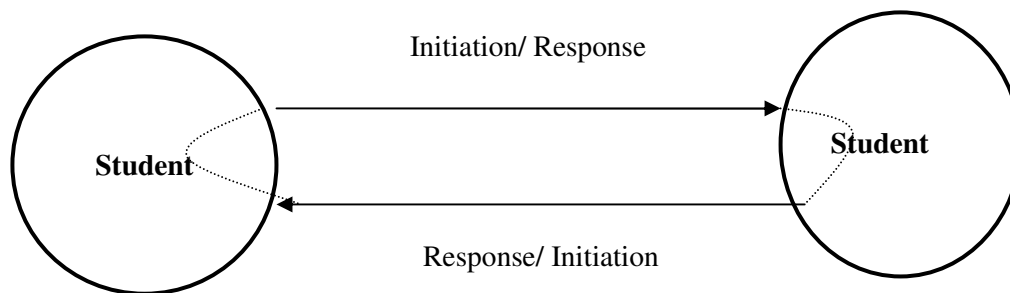 Initiation/ Response
Student
Student
Response/ Initiation